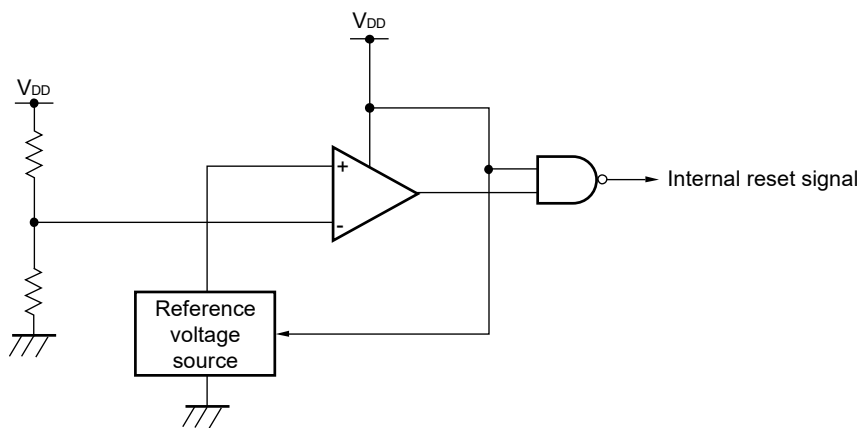 VDD
VDD
+
-
Internal reset signal
Reference
voltage
source